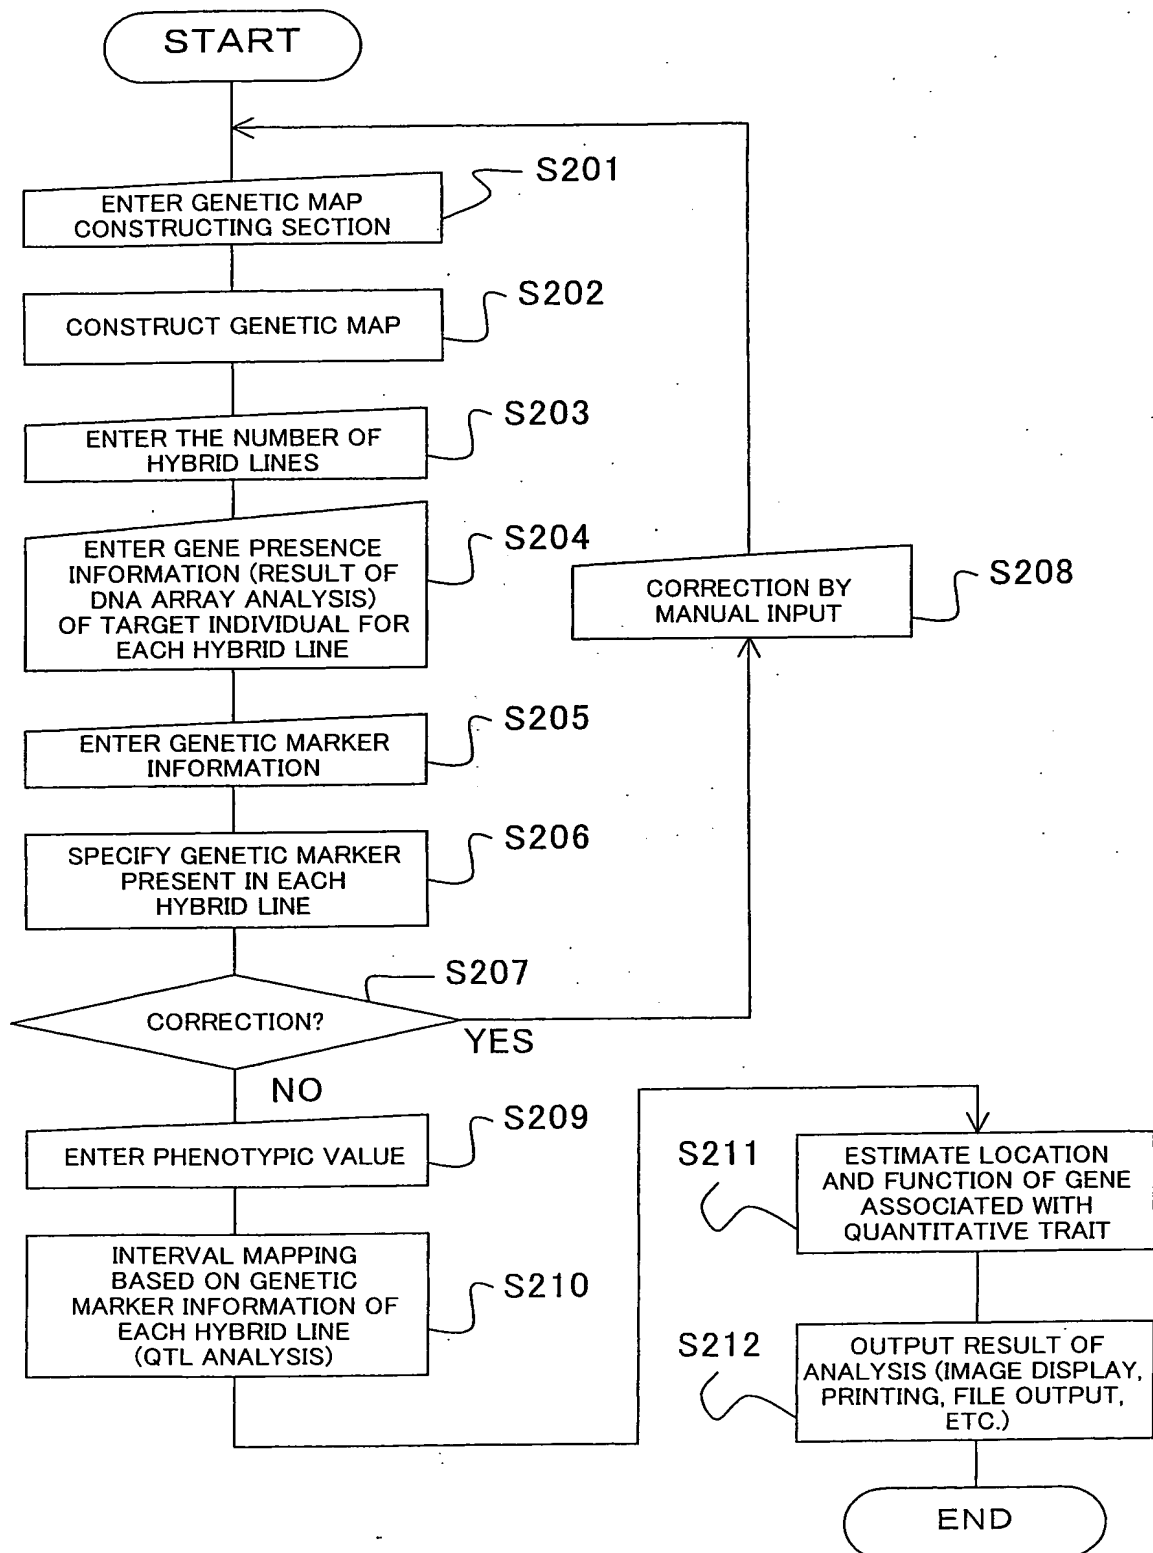 START
S201
ENTER GENETIC MAP
CONSTRUCTING SECTION
S202
CONSTRUCT GENETIC MAP
S203
ENTER THE NUMBER OF
HYBRID LINES
S204
ENTER GENE PRESENCE
INFORMATION (RESULT OF
DNA ARRAY ANALYSIS)
OF TARGET INDIVIDUAL FOR
EACH HYBRID LINE
S208
CORRECTION BY
MANUAL INPUT
S205
ENTER GENETIC MARKER
INFORMATION
S206
SPECIFY GENETIC MARKER
PRESENT IN EACH
HYBRID LINE
S207
CORRECTION?
YES
NO
S209
ENTER PHENOTYPIC VALUE
S210
INTERVAL MAPPING
BASED ON GENETIC
MARKER INFORMATION OF
EACH HYBRID LINE
(QTL ANALYSIS)
S211
ESTIMATE LOCATION
AND FUNCTION OF GENE
ASSOCIATED WITH
QUANTITATIVE TRAIT
S212
OUTPUT RESULT OF
ANALYSIS (IMAGE DISPLAY,
PRINTING, FILE OUTPUT,
ETC.)
END